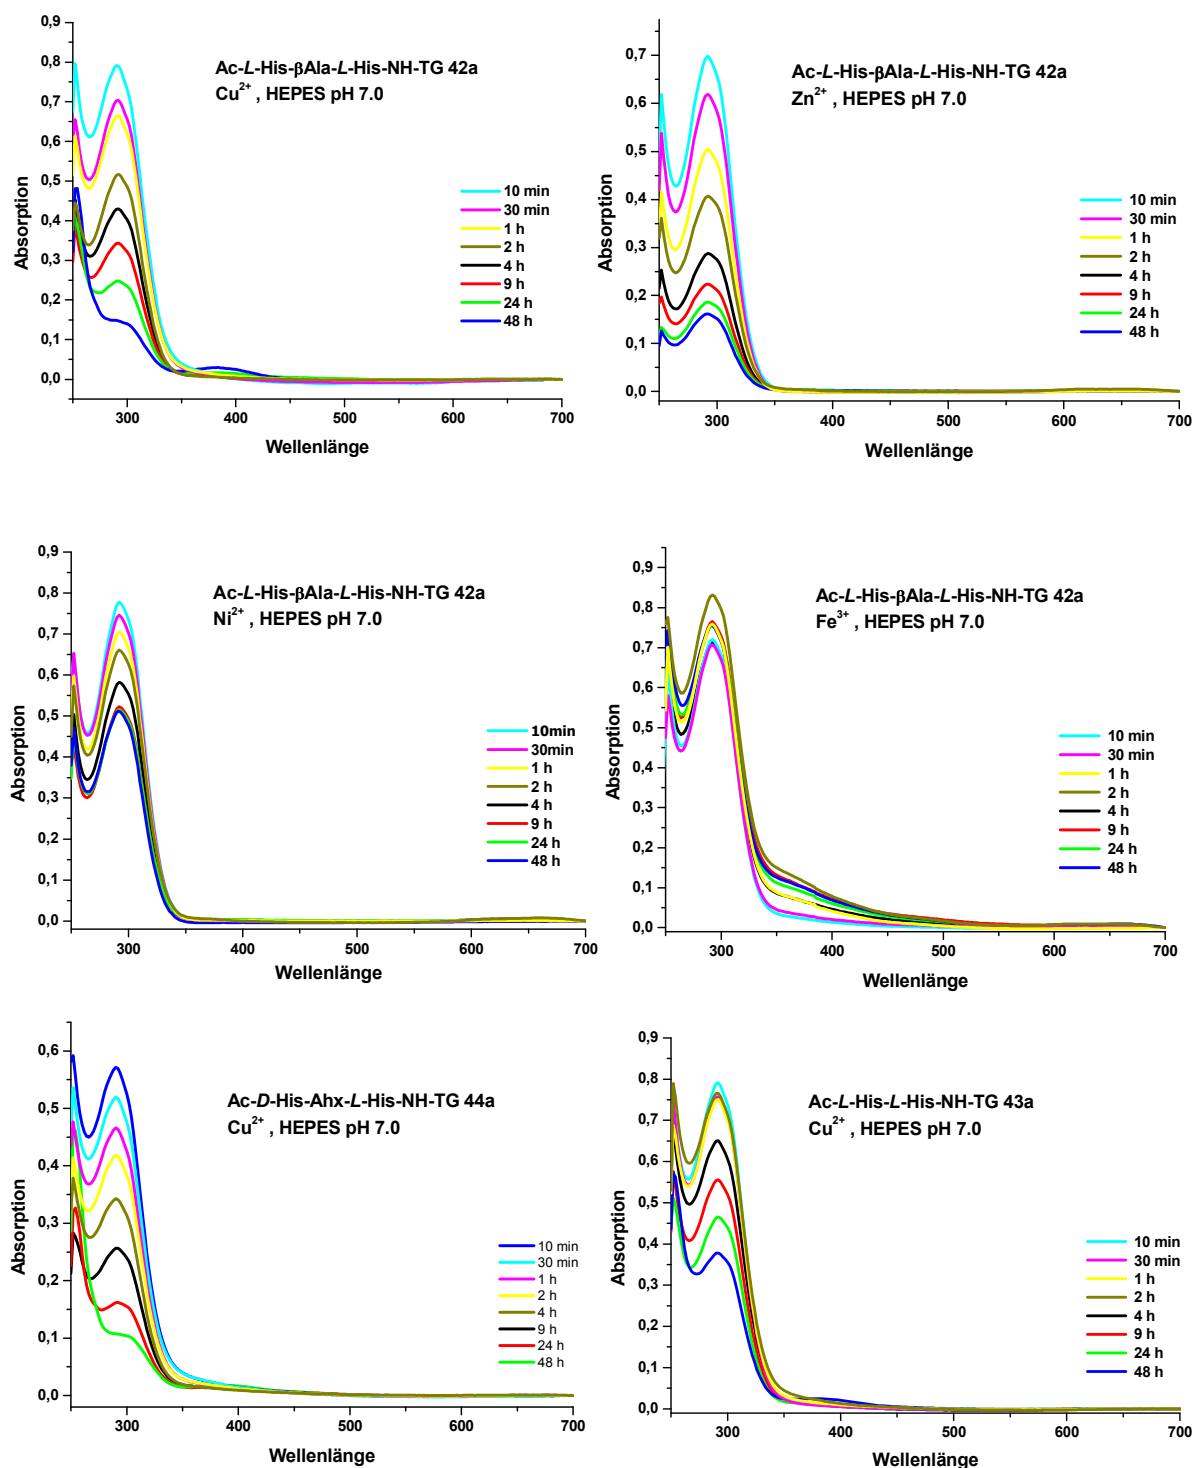 0,9
0,8
0,7
0,6
0,5
0,4
0,3
0,2
0,1
0,0
Absorption
Ac-L-His-βAla-L-His-NH-TG 42a
Cu2+ , HEPES pH 7.0
10 min
30 min
1 h
2 h
4 h
9 h
24 h
48 h
300 400 500 600 700
Wellenlänge
0,7
0,6
0,5
0,4
0,3
0,2
0,1
0,0
Absorption
Ac-L-His-βAla-L-His-NH-TG 42a
Zn2+ , HEPES pH 7.0
10 min
30 min
1 h
2 h
4 h
9 h
24 h
48 h
300 400 500 600 700
Wellenlänge
0,9
0,8
0,7
0,6
0,5
0,4
0,3
0,2
0,1
0,0
Absorption
Ac-L-His-βAla-L-His-NH-TG 42a
Ni2+ , HEPES pH 7.0
10min
30min
1 h
2 h
4 h
9 h
24 h
48 h
300 400 500 600 700
Wellenlänge
0,9
0,8
0,7
0,6
0,5
0,4
0,3
0,2
0,1
0,0
Absorption
Ac-L-His-βAla-L-His-NH-TG 42a
Fe3+ , HEPES pH 7.0
10 min
30 min
1 h
2 h
4 h
9 h
24 h
48 h
300 400 500 600 700
Wellenlänge
0,6
0,5
0,4
0,3
0,2
0,1
0,0
Absorption
Ac-D-His-Ahx-L-His-NH-TG 44a
Cu2+ , HEPES pH 7.0
10 min
30 min
1 h
2 h
4 h
9 h
24 h
48 h
300 400 500 600 700
Wellenlänge
0,9
0,8
0,7
0,6
0,5
0,4
0,3
0,2
0,1
0,0
Absorption
Ac-L-His-L-His-NH-TG 43a
Cu2+ , HEPES pH 7.0
10 min
30 min
1 h
2 h
4 h
9 h
24 h
48 h
300 400 500 600 700
Wellenlänge